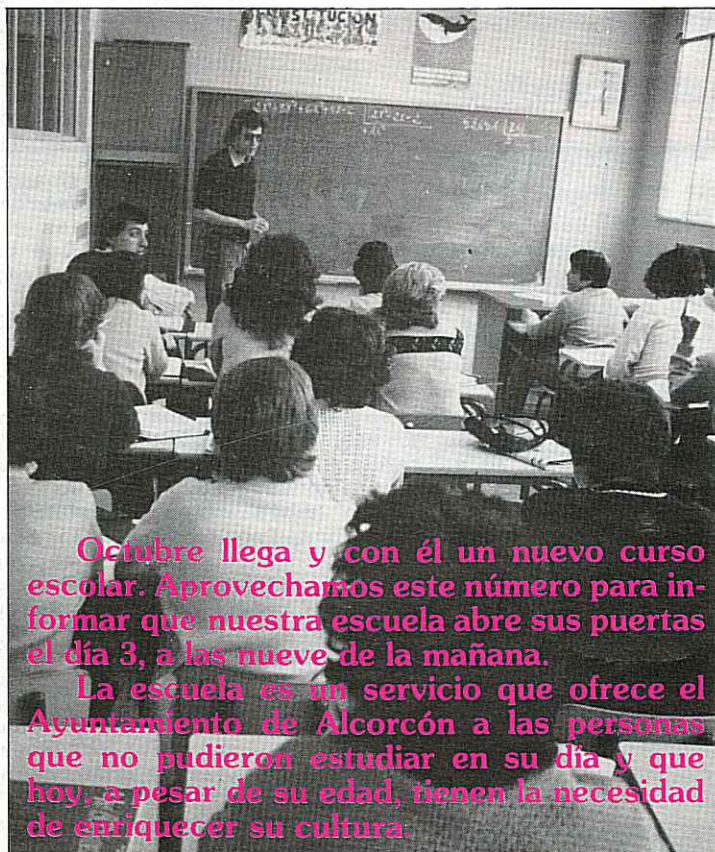 CONSTITUCIÓN
Octubre llega y con él un nuevo curso
escolar. Aprovechamos este número para in-
formar que nuestra escuela abre sus puertas
el día 3, a las nueve de la mañana.
La escuela es un servicio que ofrece el
Ayuntamiento de Alcorcón a las personas
que no pudieron estudiar en su día y que
hoy, a pesar de su edad, tienen la necesidad
de enriquecer su cultura.